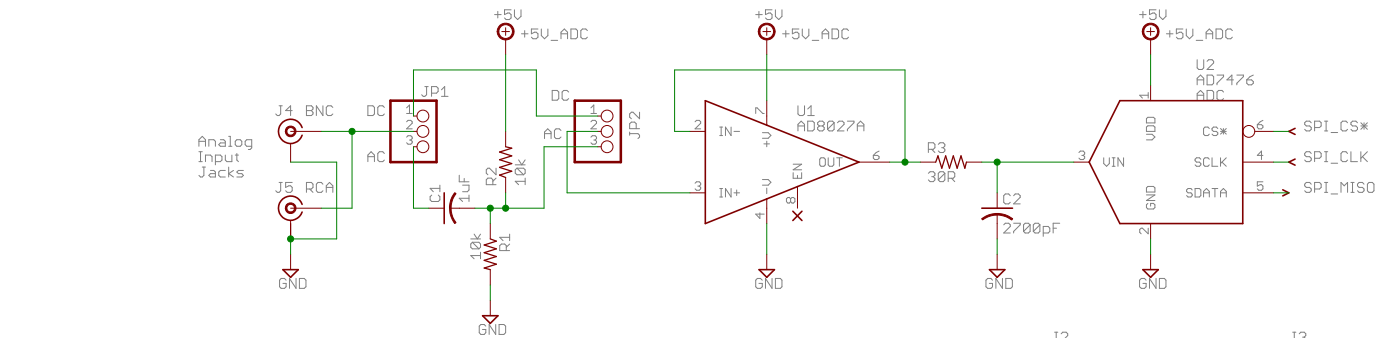 +5V
+5V_ADC
+5V
+5V_ADC
+5V
+5V_ADC
Analog
Input
Jacks
J4 BNC
J5 RCA
GND
DC
AC
JP1
1
2
3
C1
1uF
R2
10k
10k
R1
GND
DC
AC
JP2
1
2
3
U1
AD8027A
2
IN-
3
IN+
7
+V
-V
4
EN
8
OUT
6
GND
R3
30R
C2
2700pF
GND
U2
AD7476
ADC
1
VDD
3
VIN
GND
2
CS*
6
SPI_CS*
SCLK
4
SPI_CLK
SDATA
5
SPI_MISO
GND